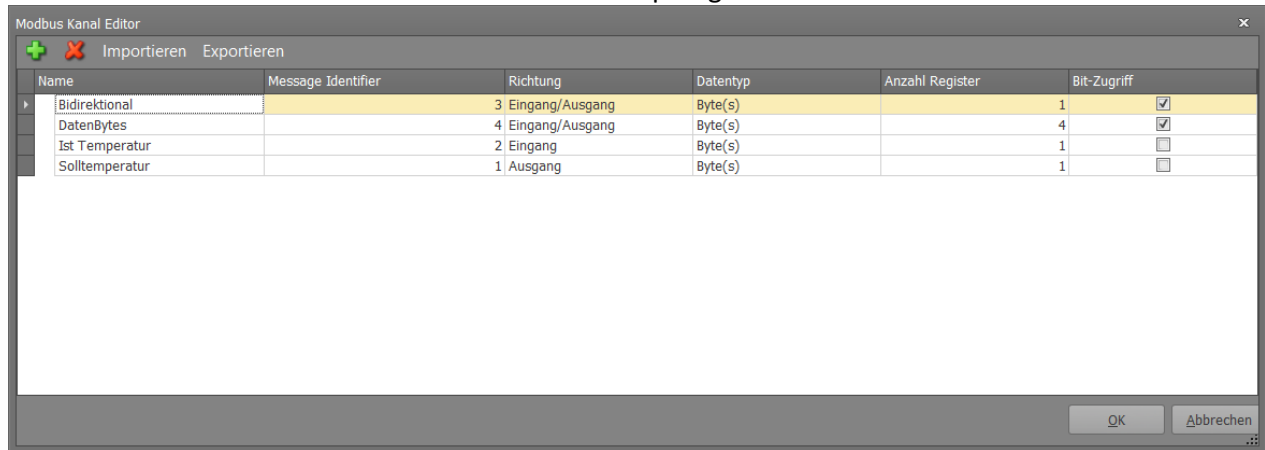 Modbus Kanal Editor
Importieren Exportieren
Name Message Identifier Richtung Datentyp Anzahl Register Bit-Zugriff
Bidirektional 3 Eingang/Ausgang Byte(s) 1
DatenBytes 4 Eingang/Ausgang Byte(s) 4
Ist Temperatur 2 Eingang Byte(s) 1
Solltemperatur 1 Ausgang Byte(s) 1
OK Abbrechen